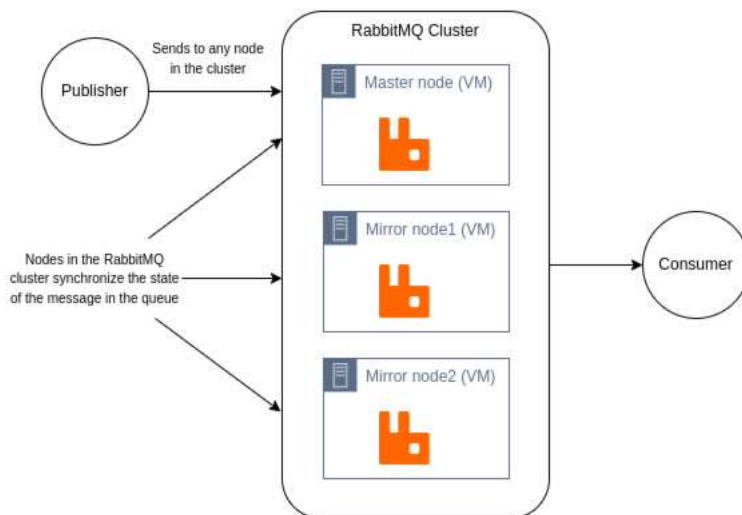 RabbitMQ Cluster
Sends to any node
in the cluster
Publisher
Master node (VM)
Mirror node1 (VM)
Nodes in the RabbitMQ
cluster synchronize the state
of the message in the queue
Consumer
Mirror node2 (VM)